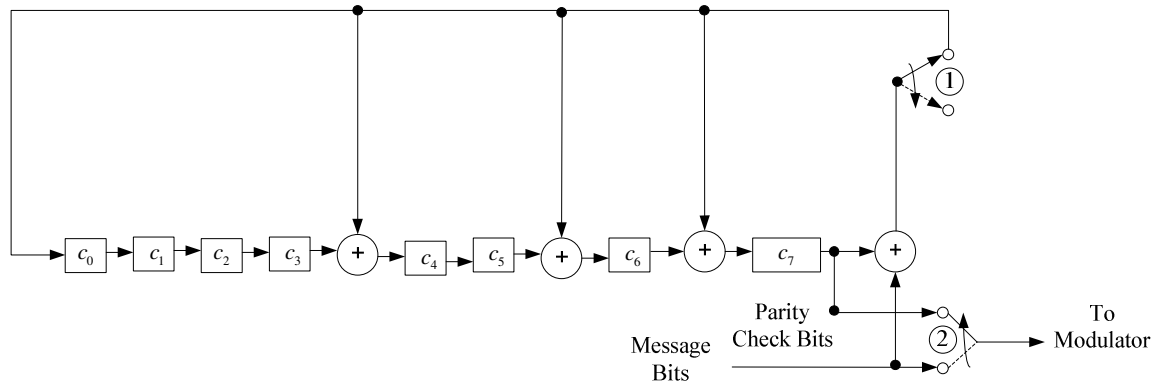 ①
c₀ c₁ c₂ c₃ + c₄ c₅ + c₆ + c₇ +
Parity
Check Bits
②
To
Modulator
Message
Bits